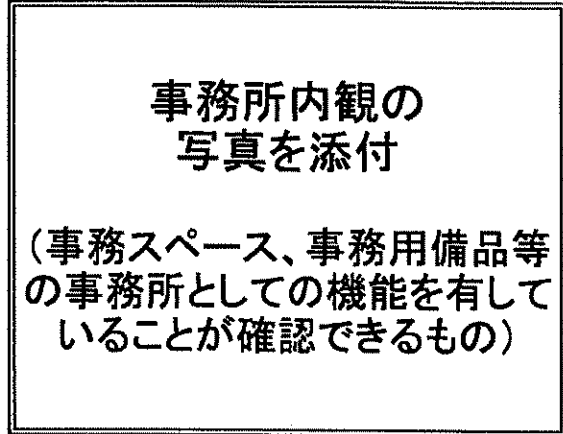 事務所内観の
写真を添付
(事務スペース、事務用備品等
の事務所としての機能を有して
いることが確認できるもの)